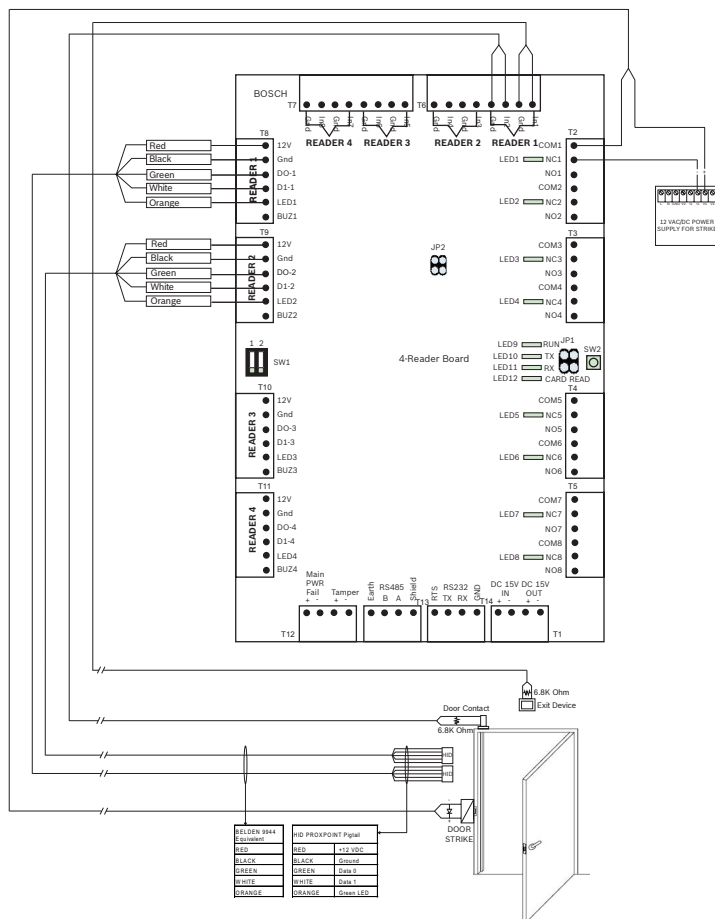 BOSCH
T7
Gnd
Gnd
READER 4
READER 3
T6
Gnd
Gnd
Gnd
Gnd
READER 2
READER 1
T8
READER 1
12V
Gnd
DO-1
D1-1
LED1
BUZ1
Red
Black
Green
White
Orange
T9
READER 2
12V
Gnd
DO-2
D1-2
LED2
BUZ2
Red
Black
Green
White
Orange
1 2
SW1
T10
READER 3
12V
Gnd
DO-3
D1-3
LED3
BUZ3
T11
READER 4
12V
Gnd
DO-4
D1-4
LED4
BUZ4
JP2
4-Reader Board
T2
COM1
LED1 NC1
NO1
COM2
LED2 NC2
NO2
T3
COM3
LED3 NC3
NO3
COM4
LED4 NC4
NO4
LED9 RUN
LED10 TX
LED11 RX
LED12 CARD READ
JP1
SW2
T4
COM5
LED5 NC5
NO5
COM6
LED6 NC6
NO6
T5
COM7
LED7 NC7
NO7
COM8
LED8 NC8
NO8
12 VAC/DC POWER
SUPPLY FOR STRIKE
Main
PWR
Fail
+ -
Tamper
+ -
T12
Earth
RS485
B A
Shield
T13
RTS
RS232
TX RX
GND
T14
DC 15V
IN
+ -
DC 15V
OUT
+ -
T1
6.8K Ohm
Exit Device
Door Contact
6.8K Ohm
HID
HID
-
+
DOOR
STRIKE
BELDEN 9944
Equivalent
RED
BLACK
GREEN
WHITE
ORANGE
HID PROXPOINT Pigtail
RED +12 VDC
BLACK Ground
GREEN Data 0
WHITE Data 1
ORANGE Green LED